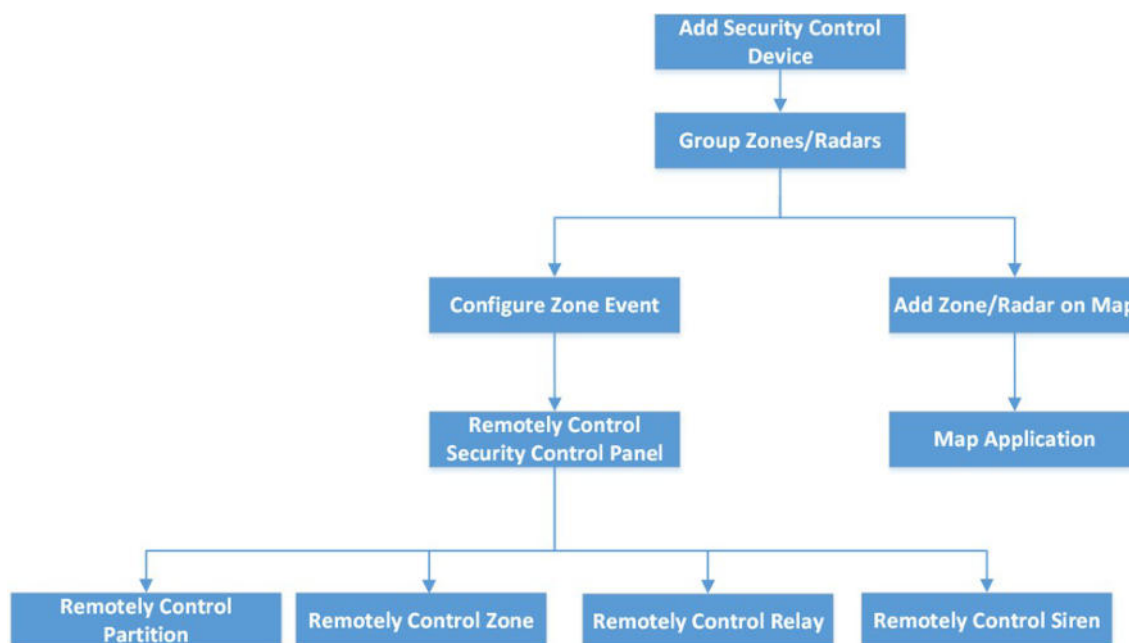 Add Security Control
Device
Group Zones/Radars
Configure Zone Event
Add Zone/Radar on Map
Remotely Control
Security Control Panel
Map Application
Remotely Control
Partition
Remotely Control Zone
Remotely Control Relay
Remotely Control Siren